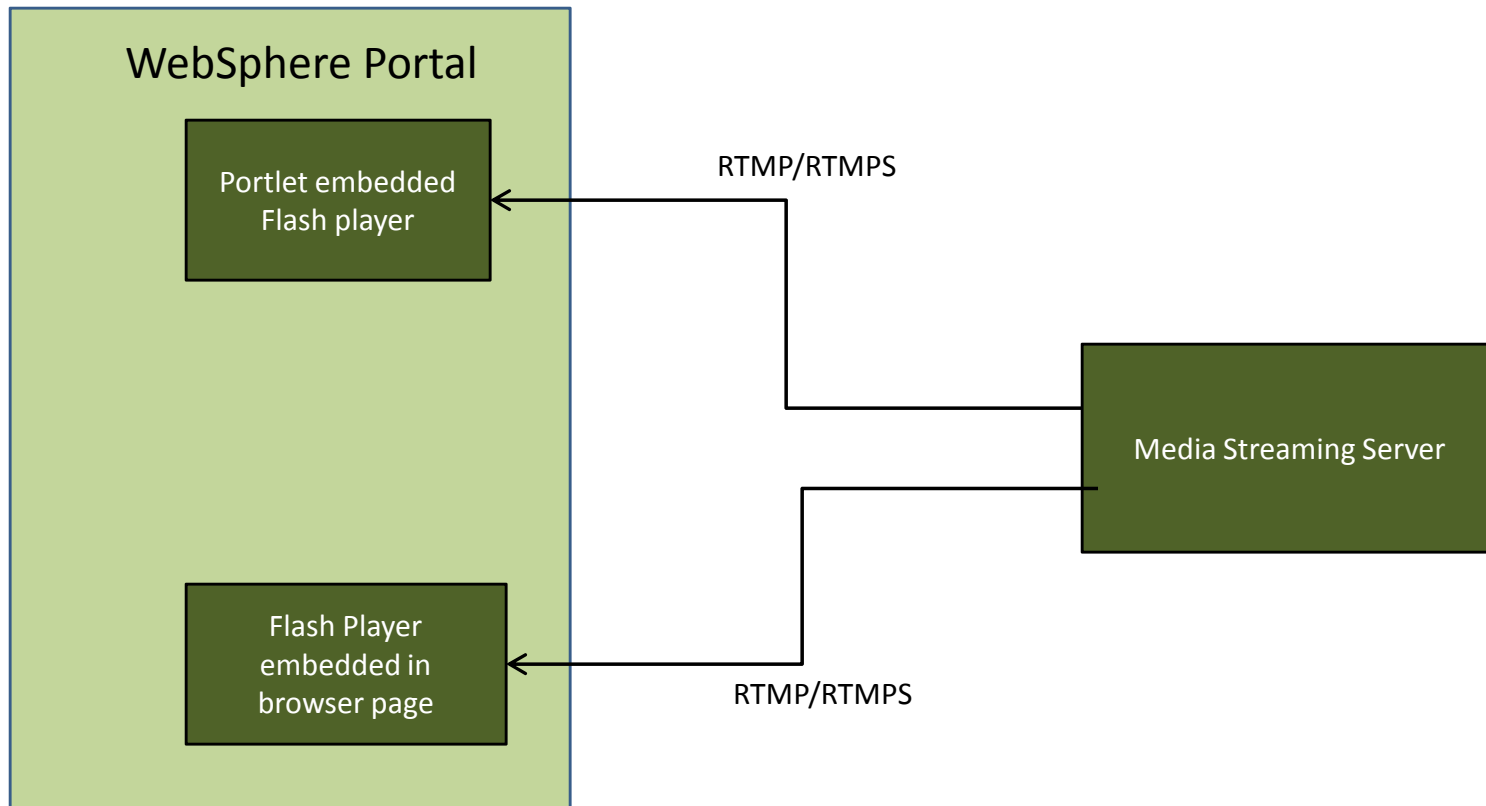 WebSphere Portal
Portlet embedded
Flash player
RTMP/RTMPS
Media Streaming Server
Flash Player
embedded in
browser page
RTMP/RTMPS